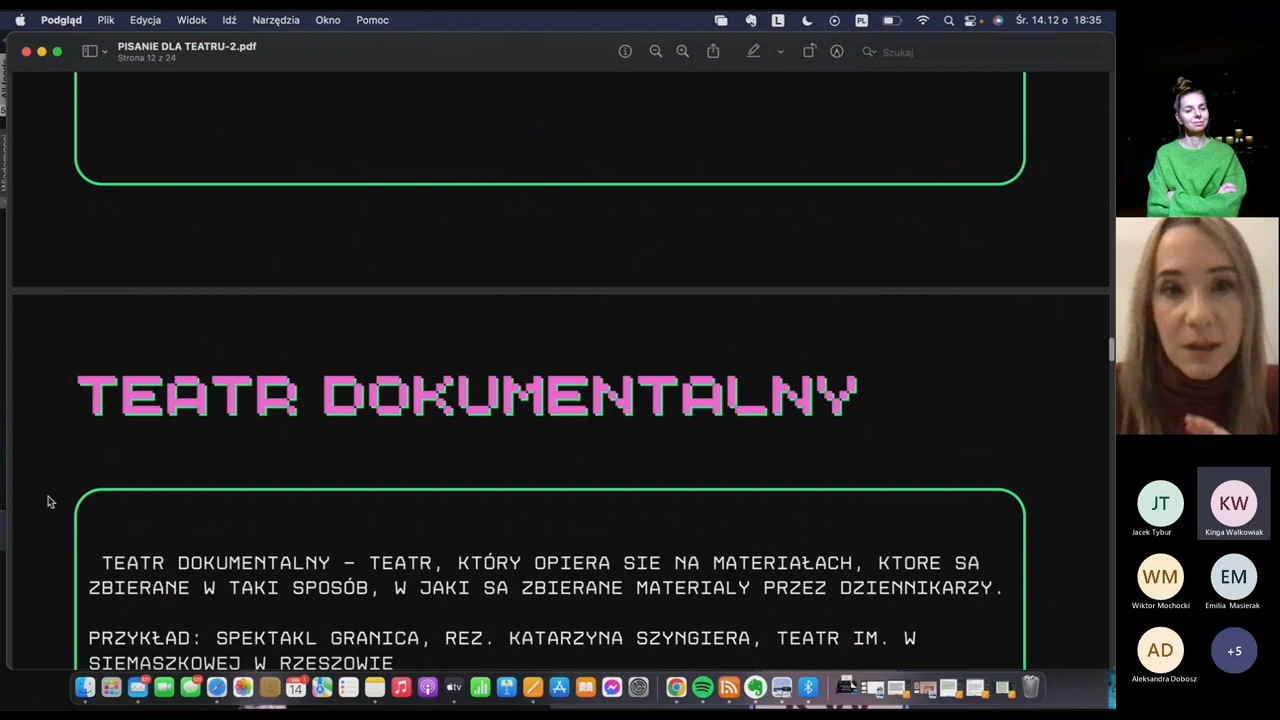 Podgląd Plik Edycja Widok Idź Narzędzia Okno Pomoc
PL
Śr. 14.12 o 18:35
PISANIE DLA TEATRU-2.pdf
Strona 12 z 24
Szukaj
TEATR DOKUMENTALNY
TEATR DOKUMENTALNY – TEATR, KTÓRY OPIERA SIE NA MATERIAŁACH, KTORE SA
ZBIERANE W TAKI SPOSÓB, W JAKI SA ZBIERANE MATERIALY PRZEZ DZIENNIKARZY.
PRZYKŁAD: SPEKTAKL GRANICA, REŻ. KATARZYNA SZYNGIERA, TEATR IM. W
SIEMASZKOWEJ W RZESZOWIE
JT
Jacek Tybur
KW
Kinga Walkowiak
WM
Wiktor Mochocki
EM
Emilia Masierak
AD
Aleksandra Dobosz
+5